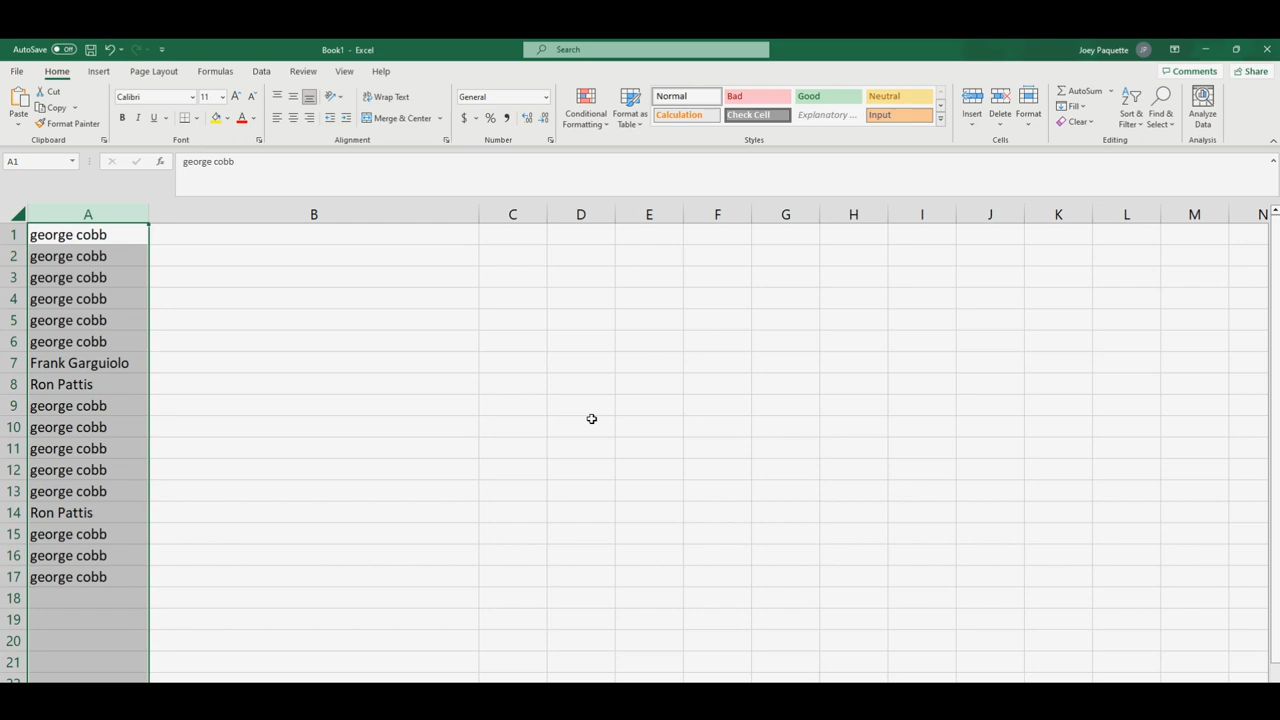 AutoSave Off Book1 - Excel Search Joey Paquette JP
File Home Insert Page Layout Formulas Data Review View Help Comments Share
Paste Cut Calibri 11 A A Wrap Text General Conditional Formatting Format as Table Normal Bad Good Neutral Insert Delete Format AutoSum Sort & Filter Find & Select Analyze Data
Copy Fill
Format Painter B I U A Merge & Center $ % Calculation Check Cell Explanatory ... Input Clear
Clipboard Font Alignment Number Styles Cells Editing Analysis
A1 fx george cobb
A B C D E F G H I J K L M N
1 george cobb
2 george cobb
3 george cobb
4 george cobb
5 george cobb
6 george cobb
7 Frank Garguiolo
8 Ron Pattis
9 george cobb
10 george cobb
11 george cobb
12 george cobb
13 george cobb
14 Ron Pattis
15 george cobb
16 george cobb
17 george cobb
18
19
20
21